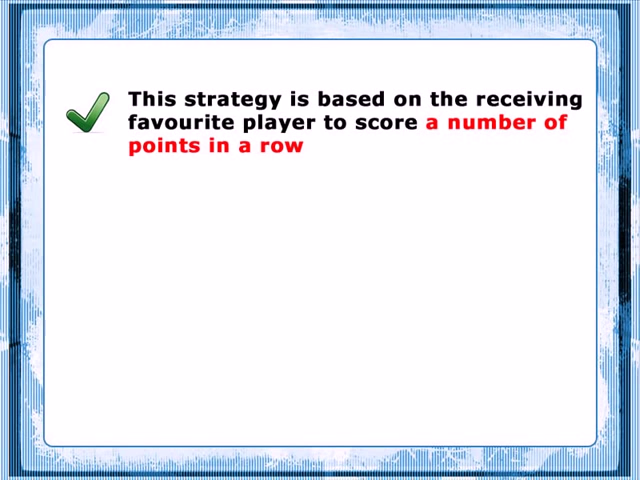 This strategy is based on the receiving
favourite player to score a number of
points in a row